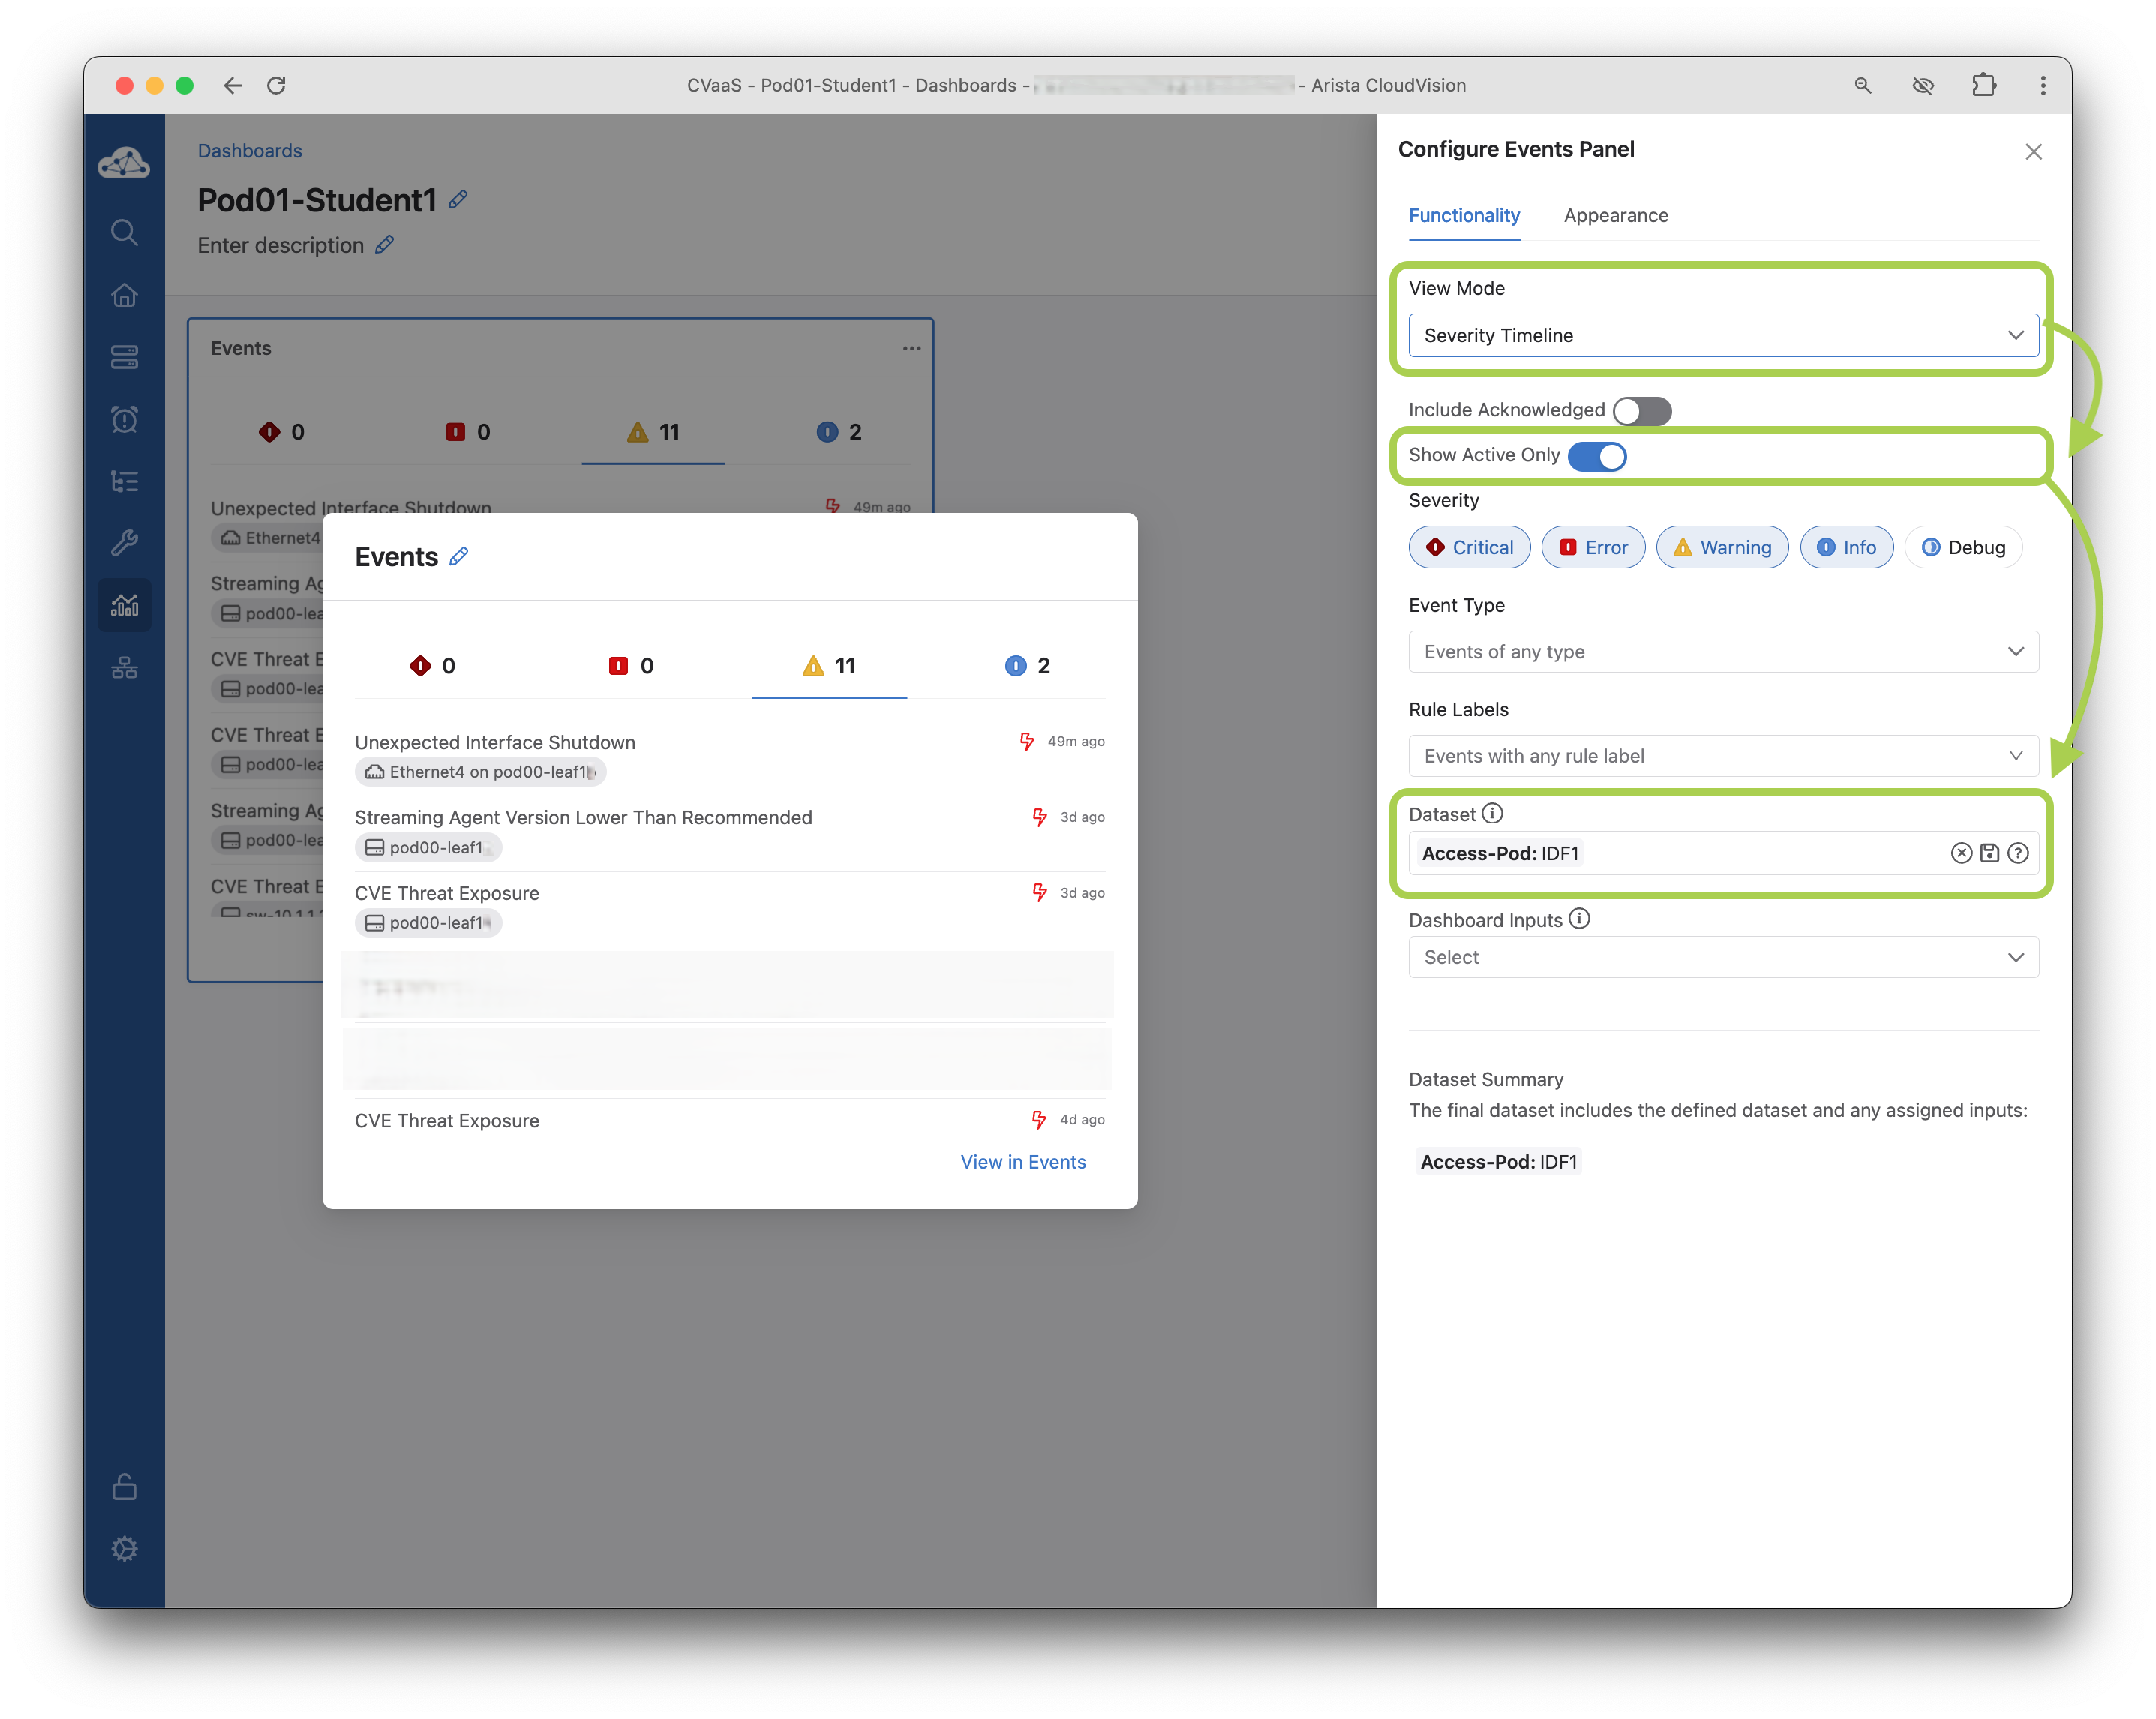 CVaaS - Pod01-Student1 - Dashboards - - Arista CloudVision
Dashboards
Pod01-Student1
Enter description
Events
0
0
11
2
Unexpected Interface Shutdown
49m ago
Ethernet4
Streaming Ag
pod00-lea
CVE Threat E
pod00-lea
CVE Threat E
pod00-lea
Streaming Ag
pod00-lea
CVE Threat E
sw-10.1.1.
Events
0
0
11
2
Unexpected Interface Shutdown
49m ago
Ethernet4 on pod00-leaf1
Streaming Agent Version Lower Than Recommended
3d ago
pod00-leaf1
CVE Threat Exposure
3d ago
pod00-leaf1
CVE Threat Exposure
4d ago
View in Events
Configure Events Panel
Functionality
Appearance
View Mode
Severity Timeline
Include Acknowledged
Show Active Only
Severity
Critical
Error
Warning
Info
Debug
Event Type
Events of any type
Rule Labels
Events with any rule label
Dataset
Access-Pod: IDF1
Dashboard Inputs
Select
Dataset Summary
The final dataset includes the defined dataset and any assigned inputs:
Access-Pod: IDF1